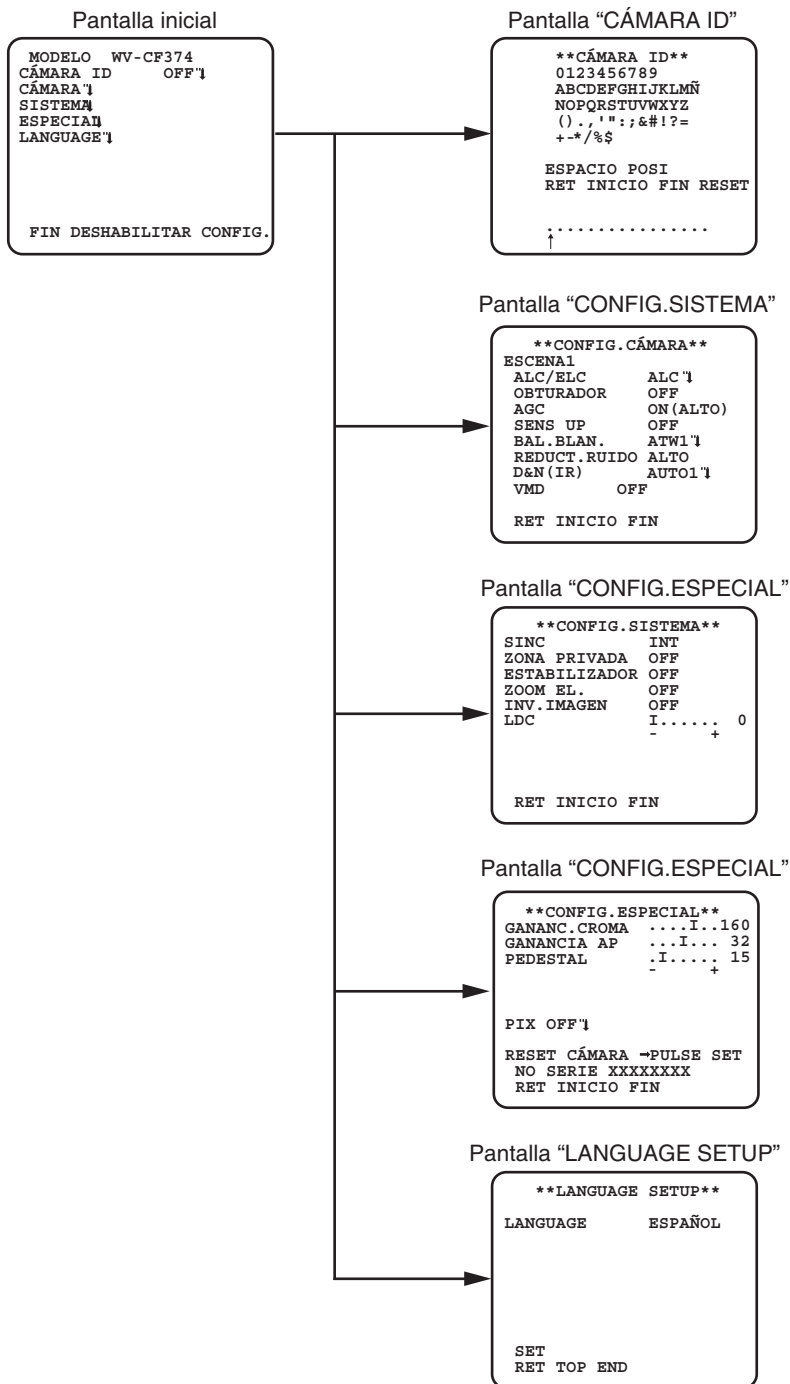 Pantalla inicial
MODELO WV-CF374
CÁMARA ID OFF
CÁMARA
SISTEMA
ESPECIAL
LANGUAGE
FIN DESHABILITAR CONFIG.
Pantalla “CÁMARA ID”
**CÁMARA ID**
0123456789
ABCDEFGHIJKLMÑ
NOPQRSTUVWXYZ
().,'":;&#!?=
+-*/%$
ESPACIO POSI
RET INICIO FIN RESET
................
↑
Pantalla “CONFIG.SISTEMA”
**CONFIG.CÁMARA**
ESCENA1
ALC/ELC ALC
OBTURADOR OFF
AGC ON(ALTO)
SENS UP OFF
BAL.BLAN. ATW1
REDUCT.RUIDO ALTO
D&N(IR) AUTO1
VMD OFF
RET INICIO FIN
Pantalla “CONFIG.ESPECIAL”
**CONFIG.SISTEMA**
SINC INT
ZONA PRIVADA OFF
ESTABILIZADOR OFF
ZOOM EL. OFF
INV.IMAGEN OFF
LDC I...... 0
- +
RET INICIO FIN
Pantalla “CONFIG.ESPECIAL”
**CONFIG.ESPECIAL**
GANANC.CROMA ....I..160
GANANCIA AP ...I... 32
PEDESTAL .I..... 15
- +
PIX OFF
RESET CÁMARA →PULSE SET
NO SERIE XXXXXXXX
RET INICIO FIN
Pantalla “LANGUAGE SETUP”
**LANGUAGE SETUP**
LANGUAGE ESPAÑOL
SET
RET TOP END